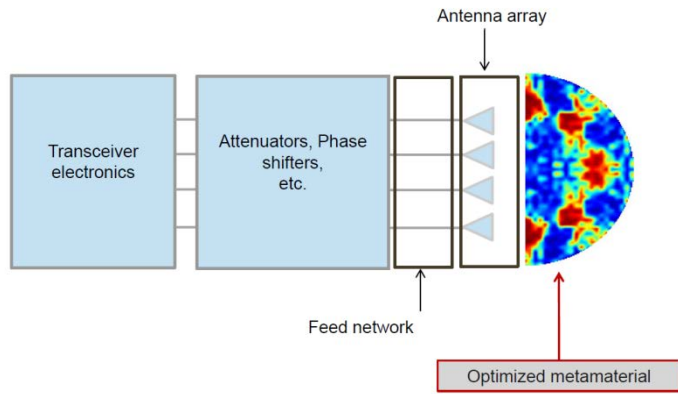 Antenna array
Transceiver
electronics
Attenuators, Phase
shifters,
etc.
Feed network
Optimized metamaterial